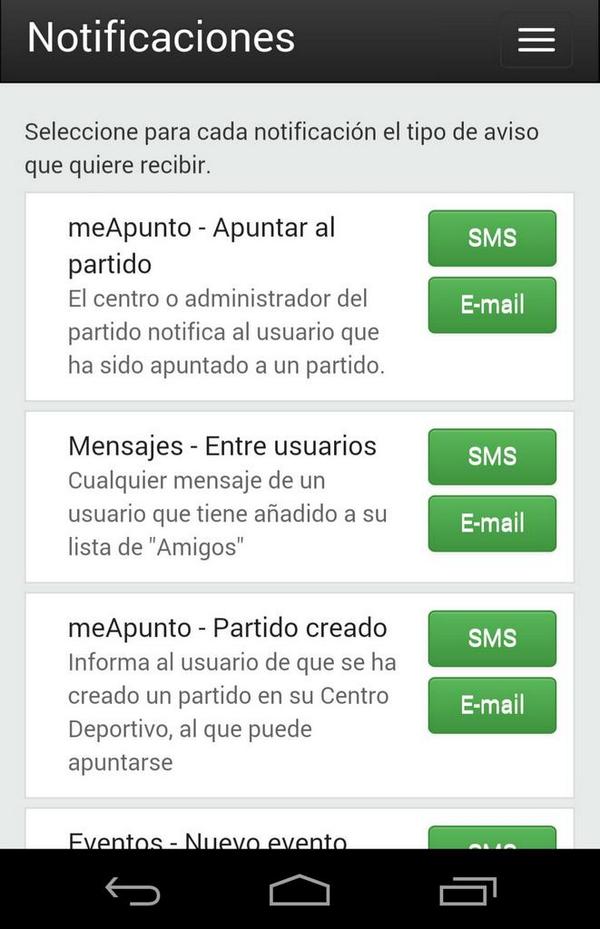 Notificaciones
Seleccione para cada notificación el tipo de aviso
que quiere recibir.
meApunto - Apuntar al
partido
El centro o administrador del
partido notifica al usuario que
ha sido apuntado a un partido.
SMS
E-mail
Mensajes - Entre usuarios
Cualquier mensaje de un
usuario que tiene añadido a su
lista de "Amigos"
SMS
E-mail
meApunto - Partido creado
Informa al usuario de que se ha
creado un partido en su Centro
Deportivo, al que puede
apuntarse
SMS
E-mail
Eventos - Nuevo evento
SMS